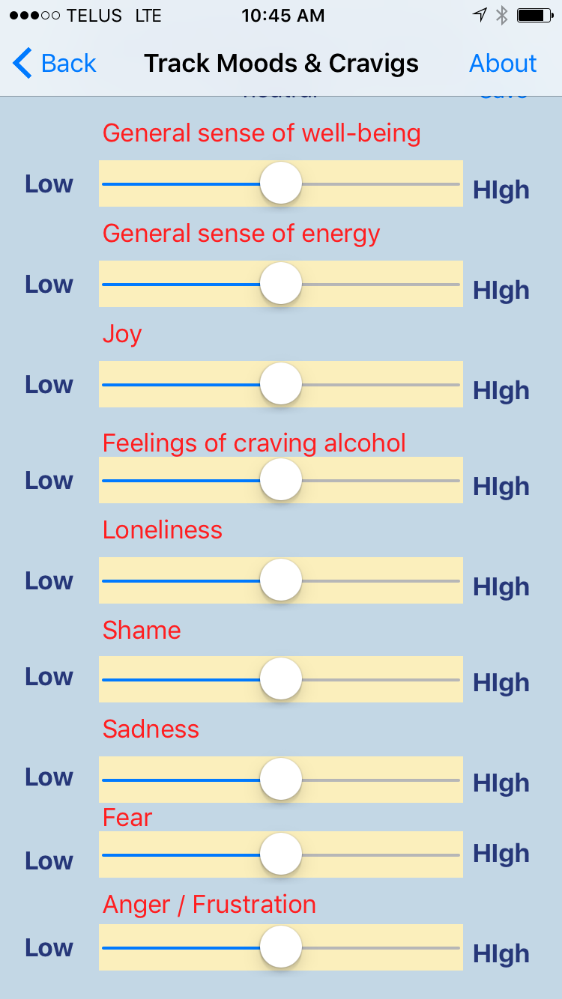 TELUS LTE 10:45 AM
Back Track Moods & Cravigs About
neutral Save
General sense of well-being
Low HIgh
General sense of energy
Low HIgh
Joy
Low HIgh
Feelings of craving alcohol
Low HIgh
Loneliness
Low HIgh
Shame
Low HIgh
Sadness
Low HIgh
Fear
Low HIgh
Anger / Frustration
Low HIgh